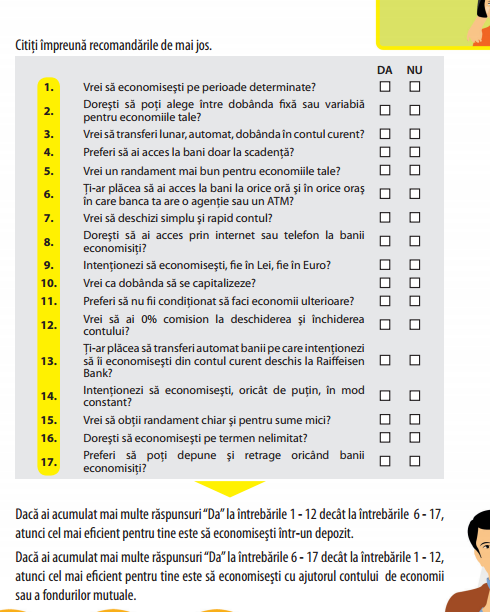 Citiți împreună recomandările de mai jos.
DA NU
1. Vrei să economisești pe perioade determinate?
2. Dorești să poți alege între dobânda fixă sau variabiă
pentru economiile tale?
3. Vrei să transferi lunar, automat, dobânda în contul curent?
4. Preferi să ai acces la bani doar la scadență?
5. Vrei un randament mai bun pentru economiile tale?
6. Ți-ar plăcea să ai acces la bani la orice oră și în orice oraș
în care banca ta are o agenție sau un ATM?
7. Vrei să deschizi simplu și rapid contul?
8. Dorești să ai acces prin internet sau telefon la banii
economisiți?
9. Intenționezi să economisești, fie în Lei, fie în Euro?
10. Vrei ca dobânda să se capitalizeze?
11. Preferi să nu fii condiționat să faci economii ulterioare?
12. Vrei să ai 0% comision la deschiderea și închiderea
contului?
13. Ți-ar plăcea să transferi automat banii pe care intenționezi
să îi economisești din contul curent deschis la Raiffeisen
Bank?
14. Intenționezi să economisești, oricât de puțin, în mod
constant?
15. Vrei să obții randament chiar și pentru sume mici?
16. Dorești să economisești pe termen nelimitat?
17. Preferi să poți depune și retrage oricând banii
economisiți?
Dacă ai acumulat mai multe răspunsuri “Da” la întrebările 1 - 12 decât la întrebările 6 - 17,
atunci cel mai eficient pentru tine este să economisești într-un depozit.
Dacă ai acumulat mai multe răspunsuri “Da” la întrebările 6 - 17 decât la întrebările 1 - 12,
atunci cel mai eficient pentru tine este să economisești cu ajutorul contului de economii
sau a fondurilor mutuale.